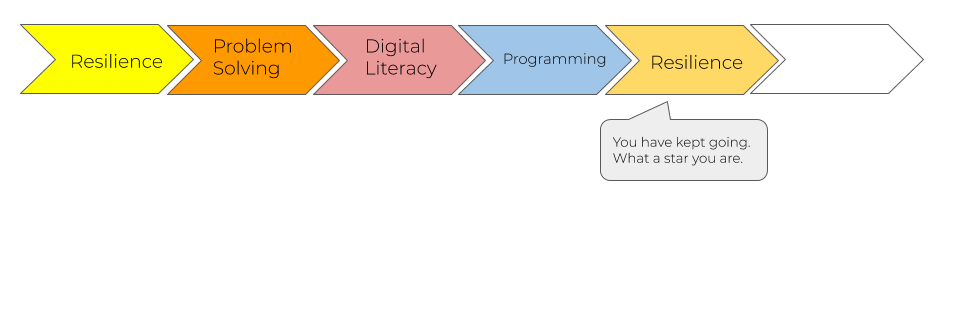 Resilience
Problem
Solving
Digital
Literacy
Programming
Resilience
You have kept going.
What a star you are.